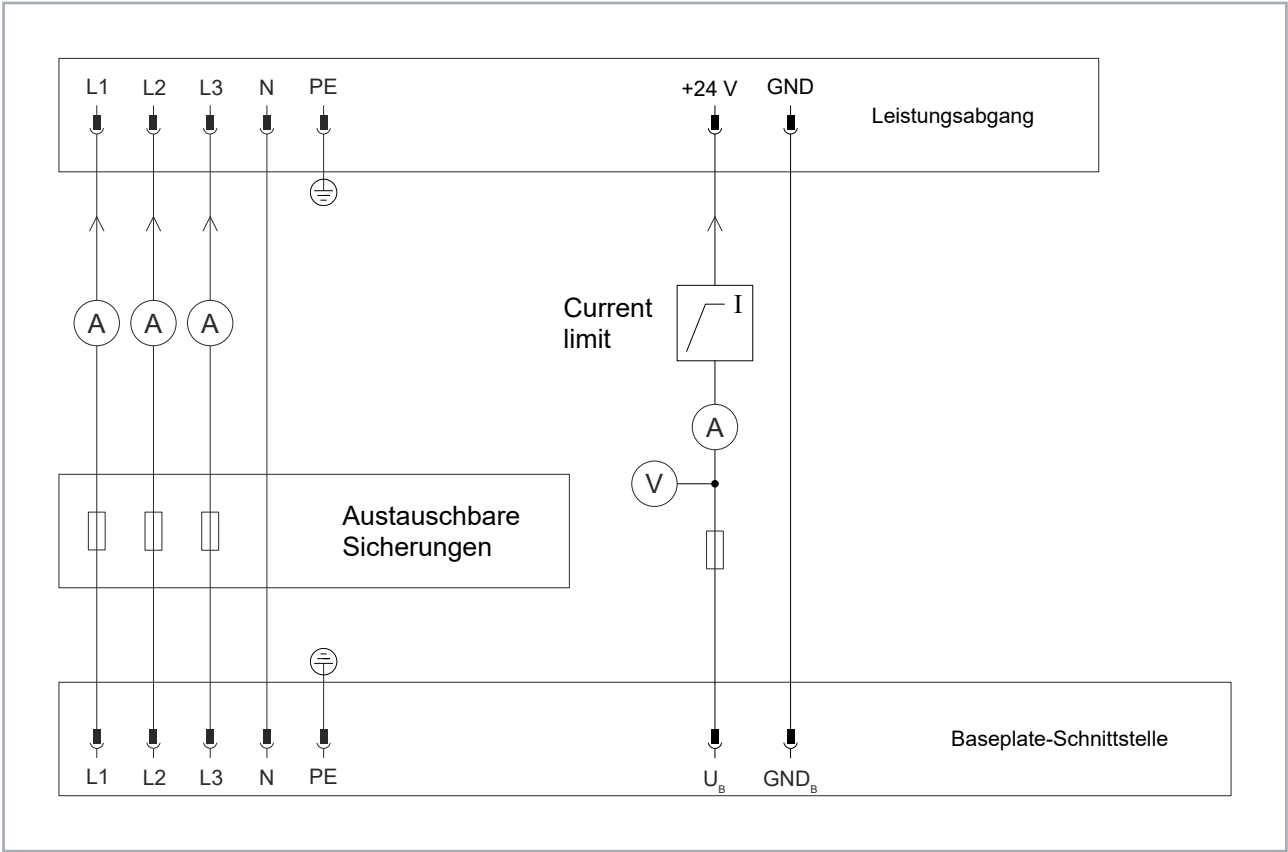 L1 L2 L3 N PE +24 V GND
Leistungsabgang
Current
limit
I
A A A
A
V
Austauschbare
Sicherungen
Baseplate-Schnittstelle
L1 L2 L3 N PE U_B GND_B